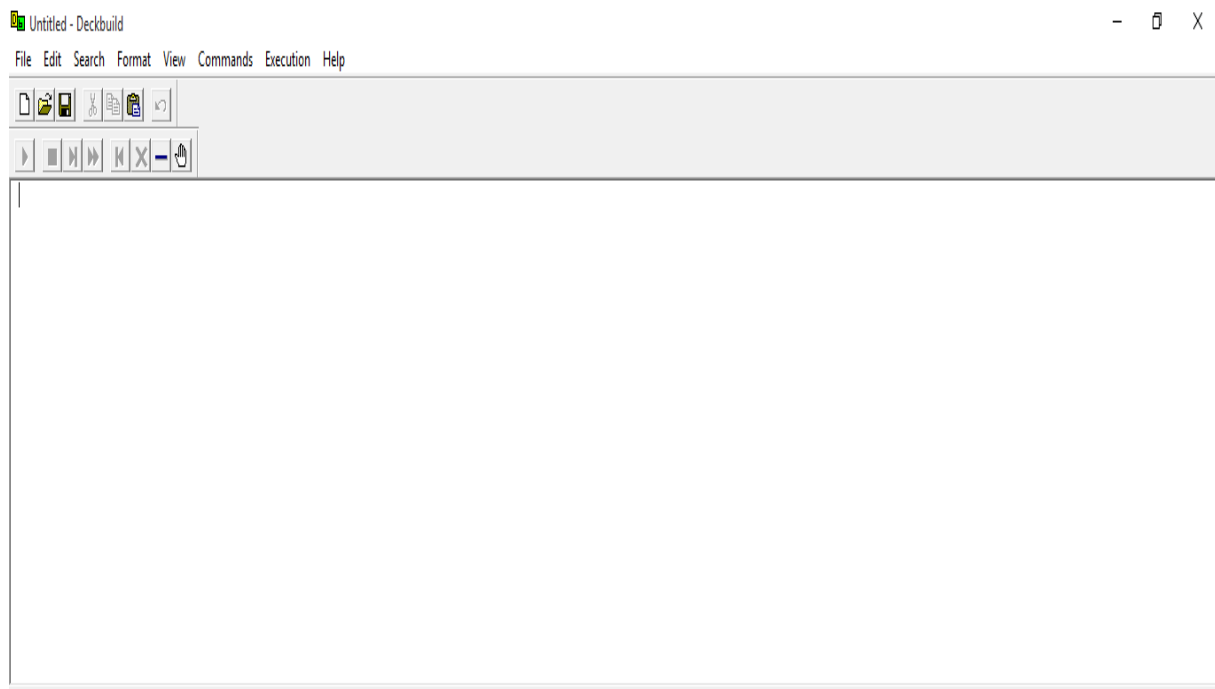 Untitled - Deckbuild
File Edit Search Format View Commands Execution Help